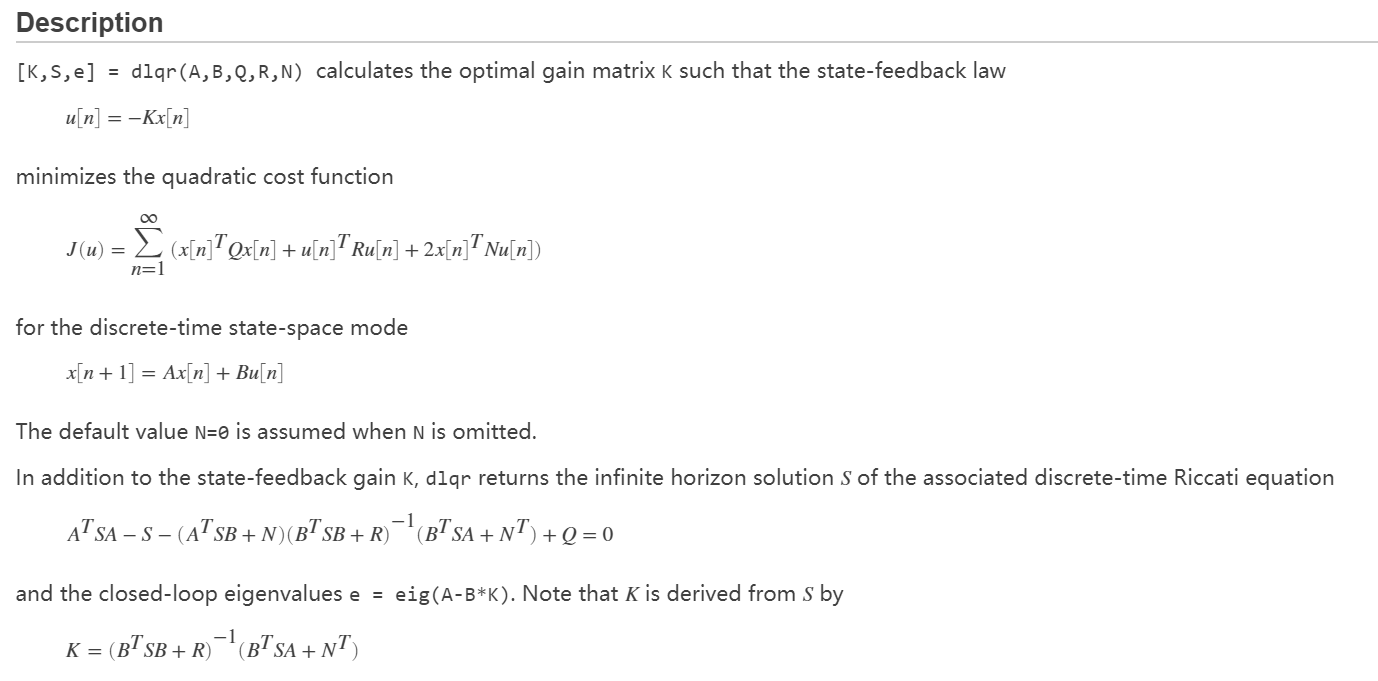 Description
[K,S,e] = dlqr(A,B,Q,R,N) calculates the optimal gain matrix K such that the state-feedback law
u[n] = −Kx[n]
minimizes the quadratic cost function
J(u) = ∑_{n=1}^{∞} (x[n]^T Qx[n] + u[n]^T Ru[n] + 2x[n]^T Nu[n])
for the discrete-time state-space mode
x[n + 1] = Ax[n] + Bu[n]
The default value N=0 is assumed when N is omitted.
In addition to the state-feedback gain K, dlqr returns the infinite horizon solution S of the associated discrete-time Riccati equation
A^T SA − S − (A^T SB + N)(B^T SB + R)^{−1}(B^T SA + N^T) + Q = 0
and the closed-loop eigenvalues e = eig(A-B*K). Note that K is derived from S by
K = (B^T SB + R)^{−1}(B^T SA + N^T)